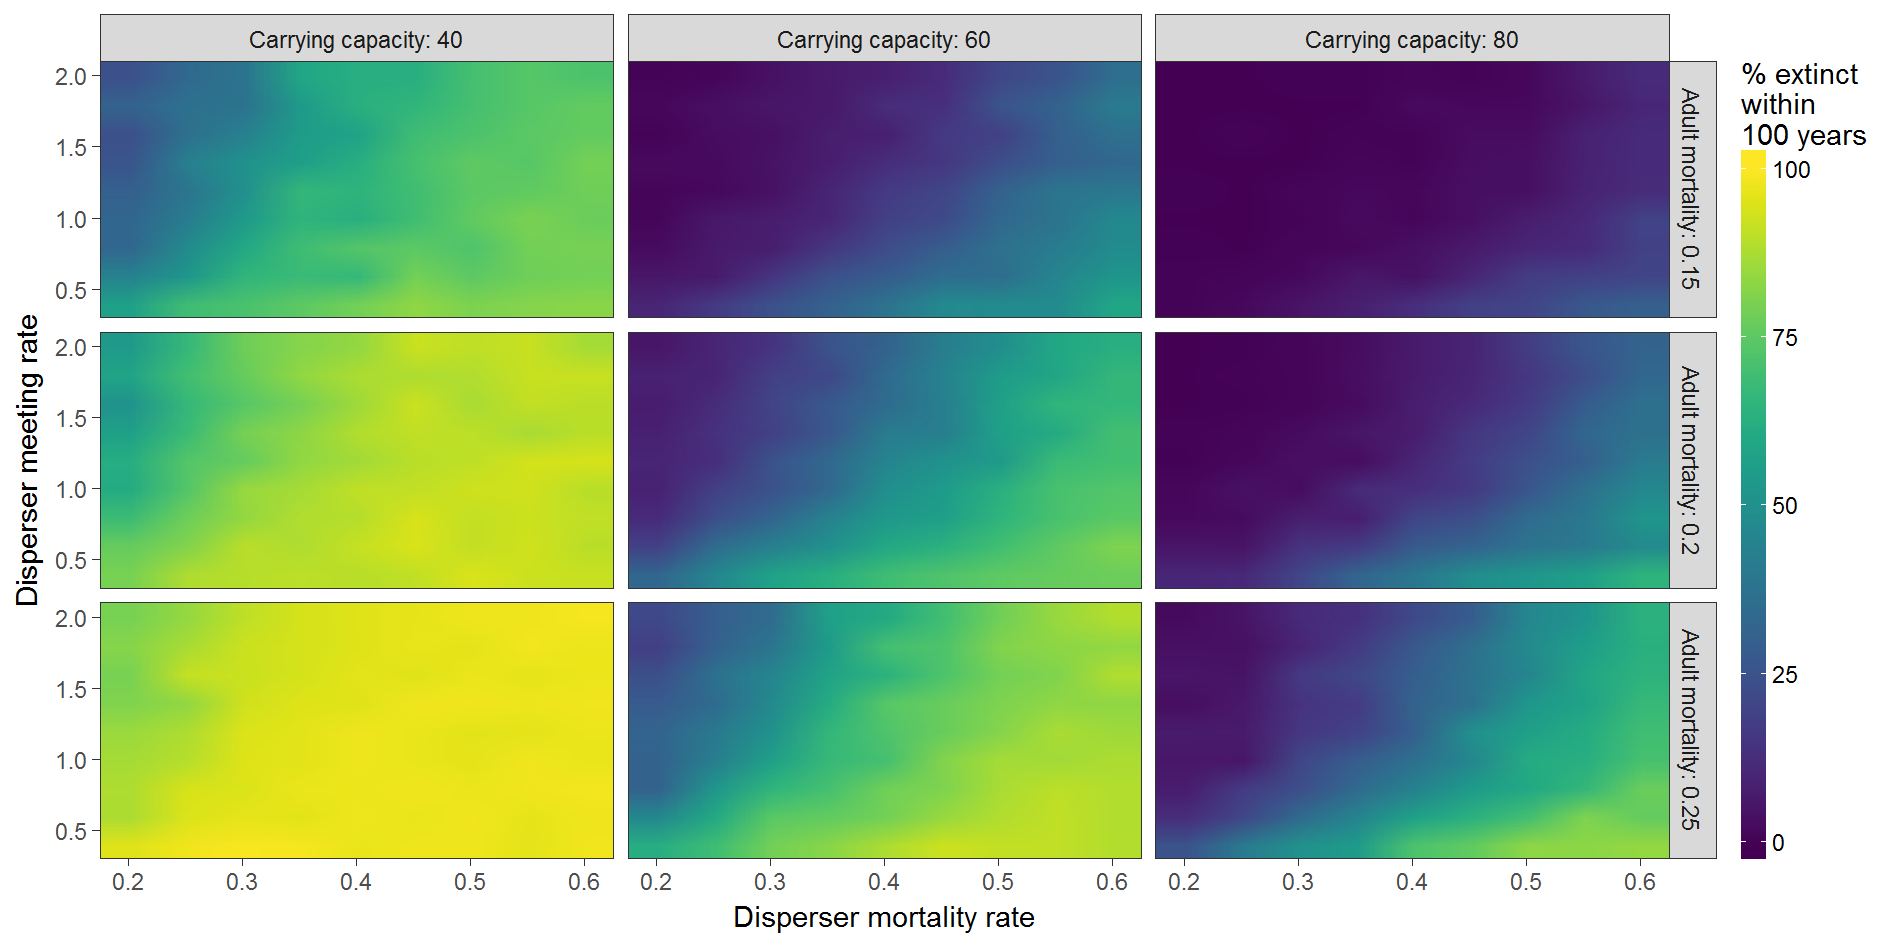 Carrying capacity: 40
Carrying capacity: 60
Carrying capacity: 80
% extinct
within
100 years
100
75
50
25
0
Adult mortality: 0.15
Adult mortality: 0.2
Adult mortality: 0.25
Disperser meeting rate
2.0
1.5
1.0
0.5
2.0
1.5
1.0
0.5
2.0
1.5
1.0
0.5
0.2 0.3 0.4 0.5 0.6
0.2 0.3 0.4 0.5 0.6
0.2 0.3 0.4 0.5 0.6
Disperser mortality rate